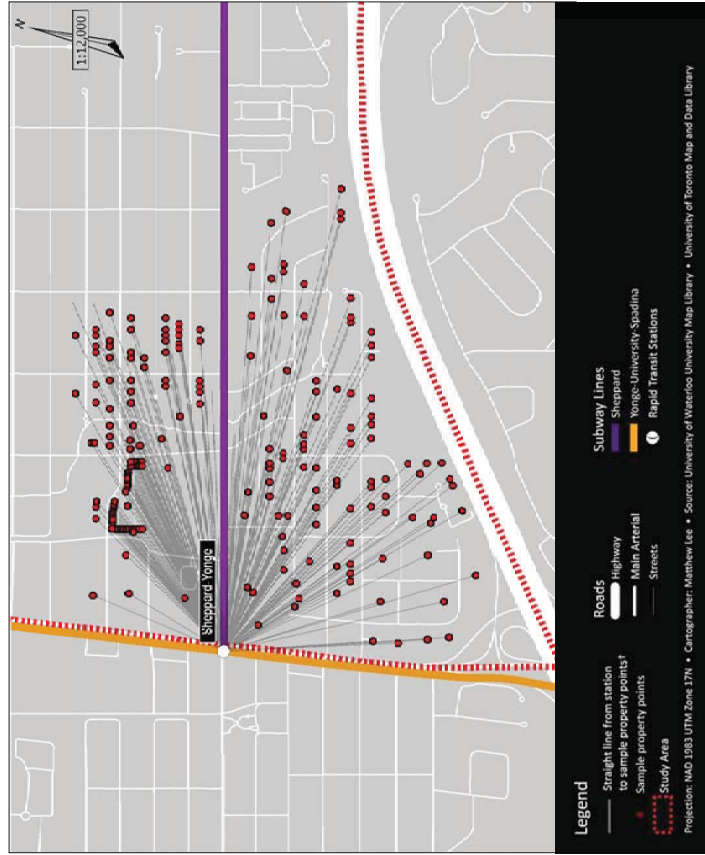 N
1:12,000
Sheppard-Yonge
Legend
Straight line from station
to sample property points†
Sample property points
Study Area
Roads
Highway
Main Arterial
Streets
Subway Lines
Sheppard
Yonge-University-Spadina
Rapid Transit Stations
Projection: NAD 1983 UTM Zone 17N • Cartographer: Matthew Lee • Source: University of Waterloo University Map Library • University of Toronto Map and Data Library